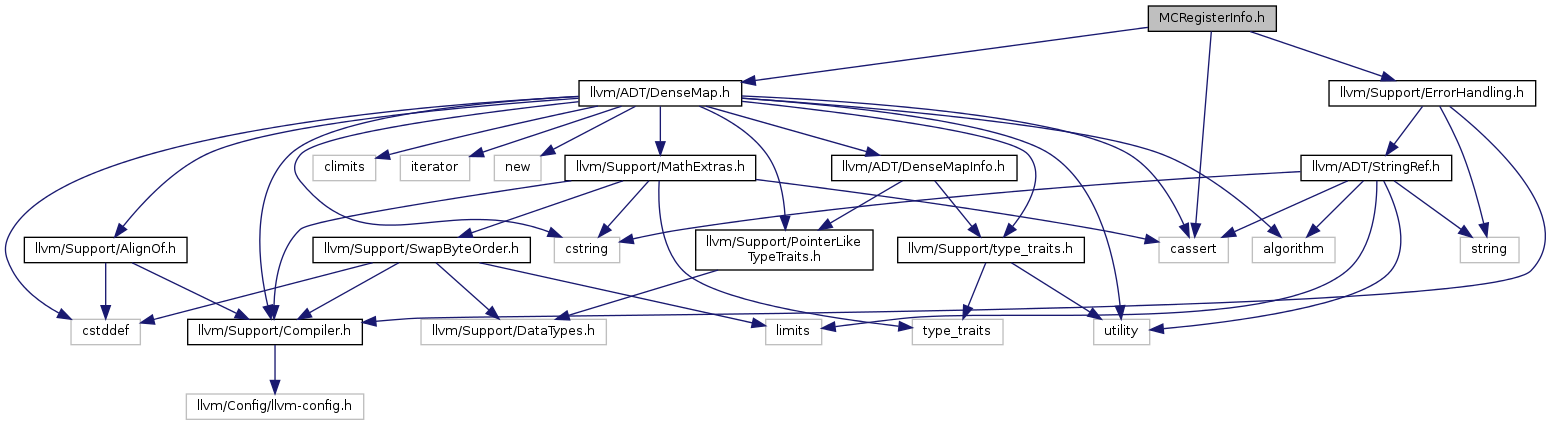 MCRegisterInfo.h
llvm/ADT/DenseMap.h
llvm/Support/ErrorHandling.h
climits
iterator
new
llvm/Support/MathExtras.h
llvm/ADT/DenseMapInfo.h
llvm/ADT/StringRef.h
llvm/Support/AlignOf.h
llvm/Support/SwapByteOrder.h
cstring
llvm/Support/PointerLike
TypeTraits.h
llvm/Support/type_traits.h
cassert
algorithm
string
cstddef
llvm/Support/Compiler.h
llvm/Support/DataTypes.h
limits
type_traits
utility
llvm/Config/llvm-config.h